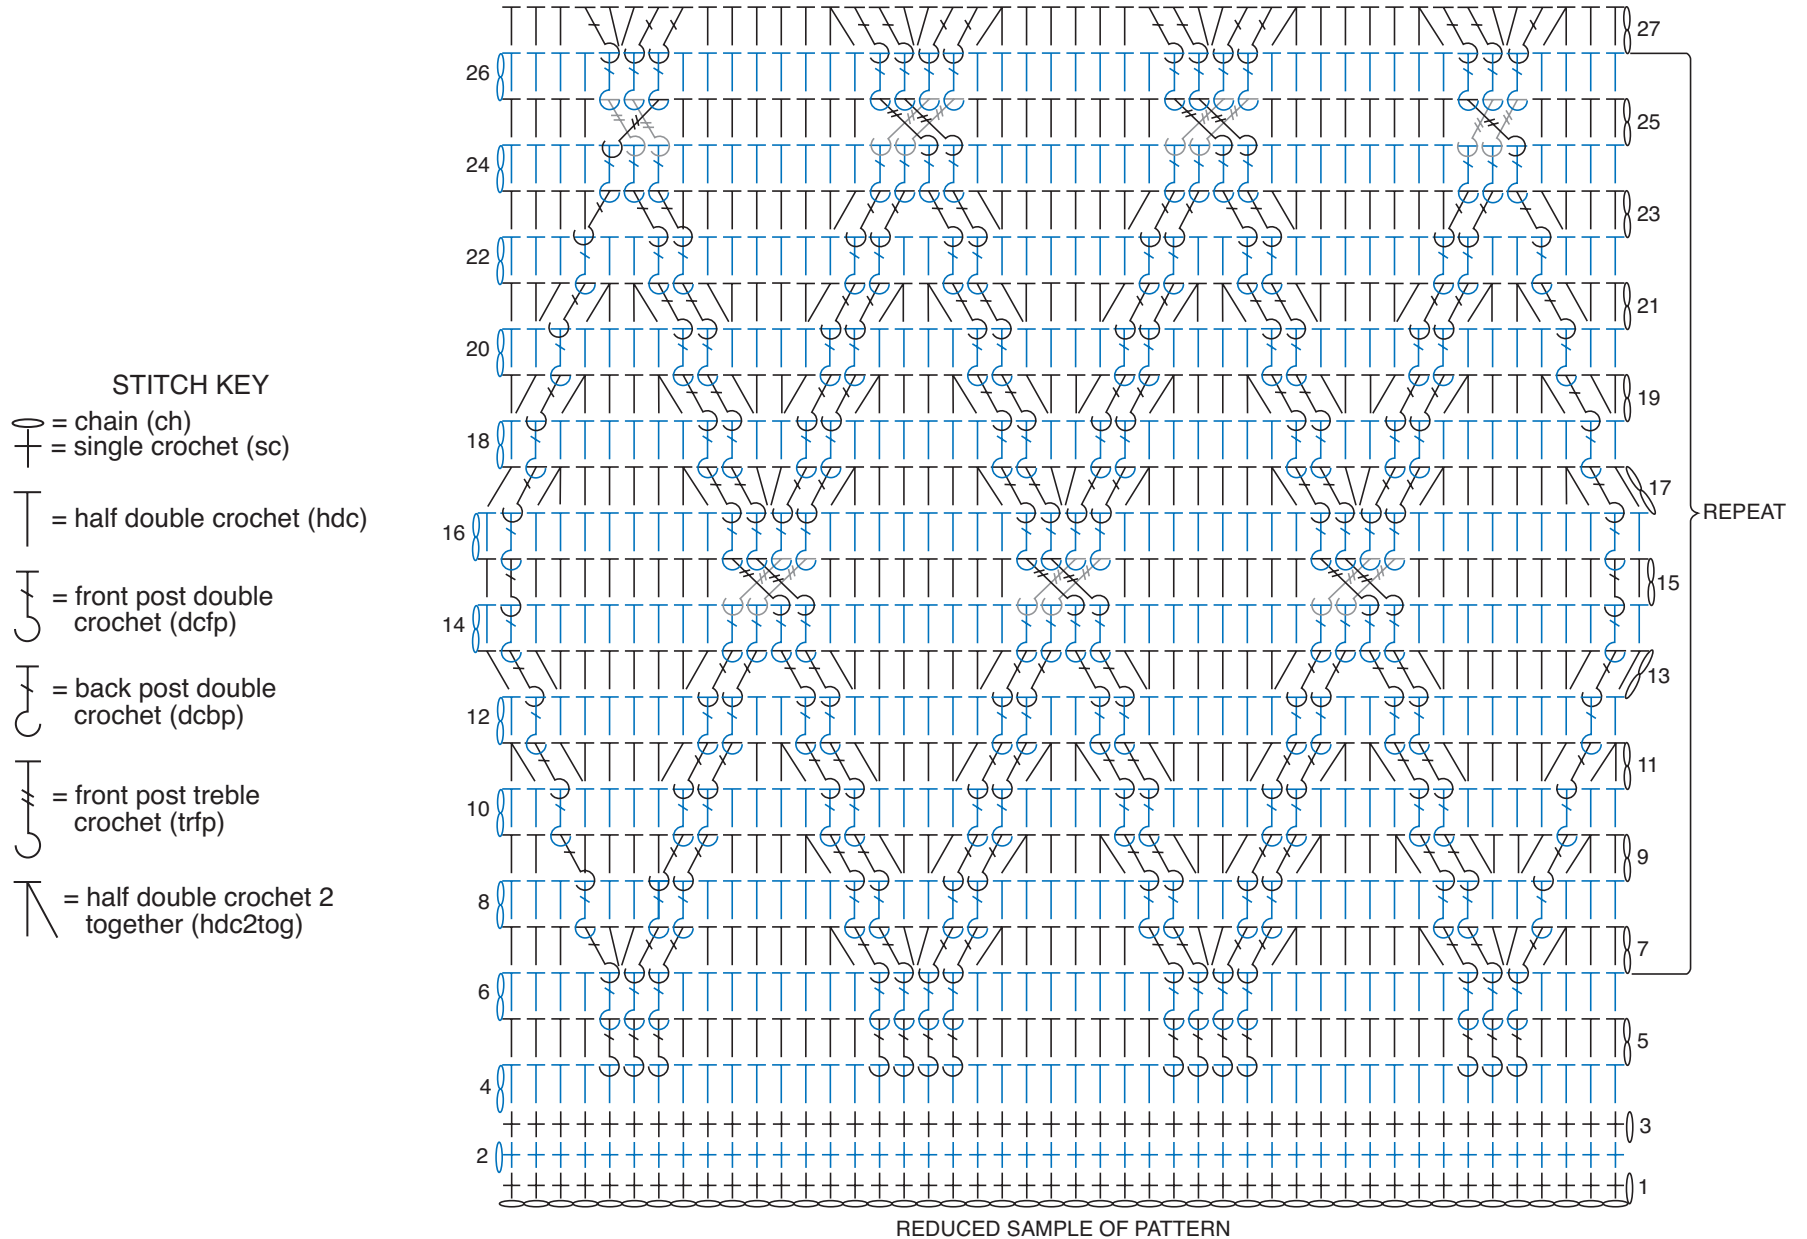 STITCH KEY
= chain (ch)
= single crochet (sc)
= half double crochet (hdc)
= front post double
crochet (dcfp)
= back post double
crochet (dcbp)
= front post treble
crochet (trfp)
= half double crochet 2
together (hdc2tog)
27
26
25
24
23
22
21
20
19
18
17
16
15
14
13
12
11
10
9
8
7
6
5
4
3
2
1
REPEAT
REDUCED SAMPLE OF PATTERN